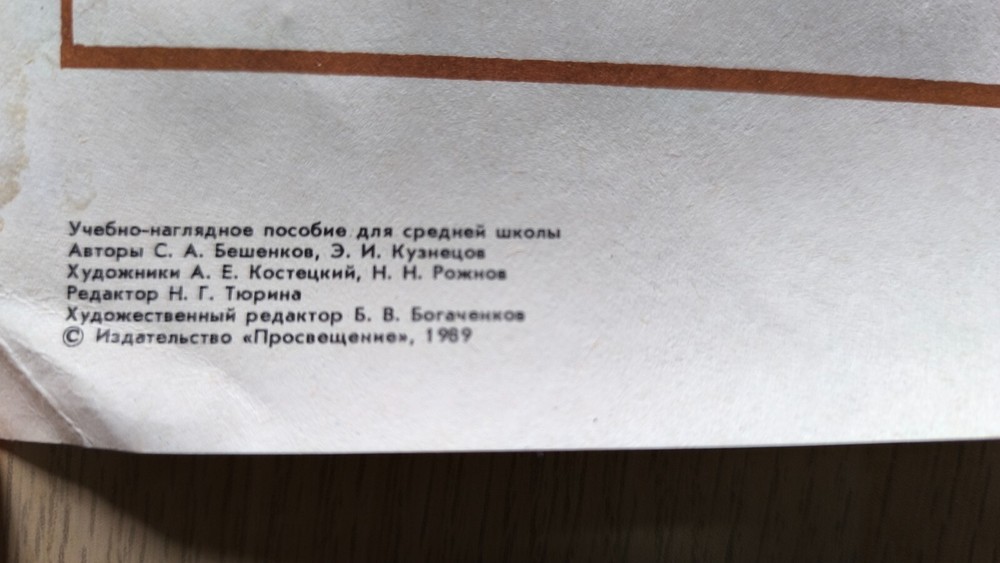 Учебно-наглядное пособие для средней школы
Авторы С. А. Бешенков, Э. И. Кузнецов
Художники А. Е. Костецкий, Н. Н. Рожнов
Редактор Н. Г. Тюрина
Художественный редактор Б. В. Богаченков
© Издательство «Просвещение», 1989